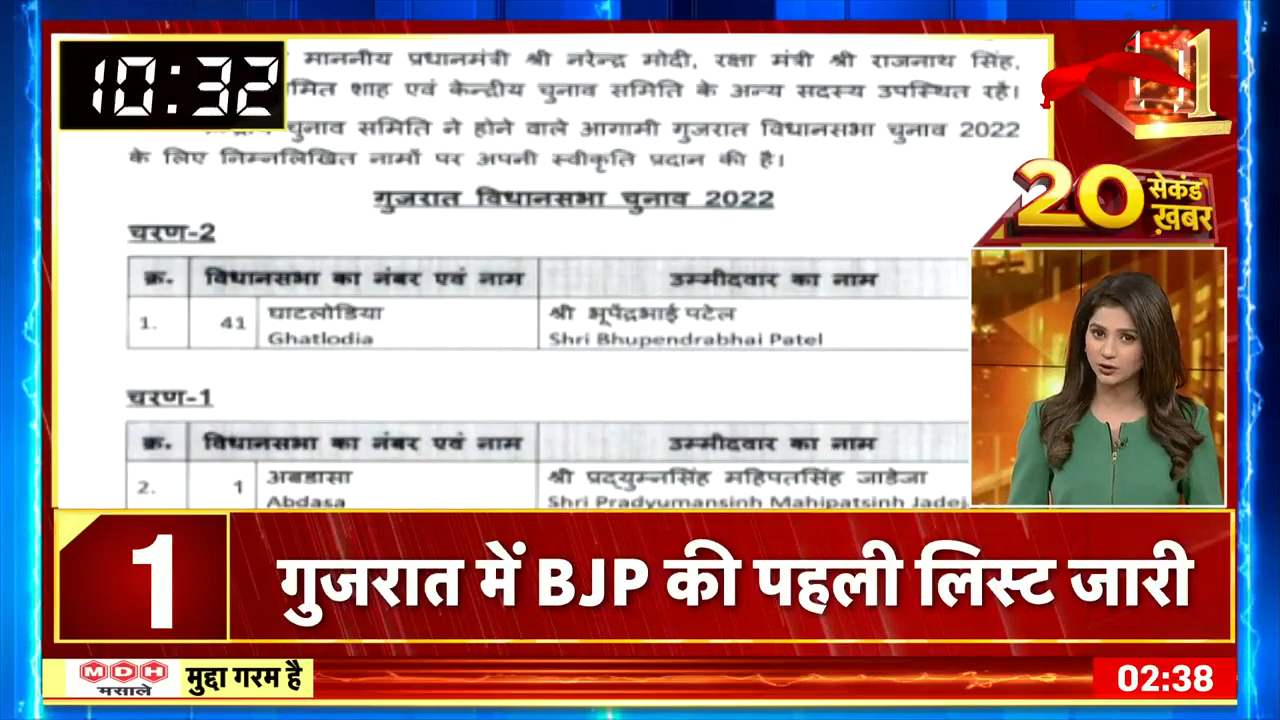 10:32
माननीय प्रधानमंत्री श्री नरेन्द्र मोदी, रक्षा मंत्री श्री राजनाथ सिंह,
शाह एवं केन्द्रीय चुनाव समिति के अन्य सदस्य उपस्थित रहे।
चुनाव समिति ने होने वाले आगामी गुजरात विधानसभा चुनाव 2022
के लिए निम्नलिखित नामों पर अपनी स्वीकृति प्रदान की है।
गुजरात विधानसभा चुनाव 2022
चरण-2
क्र. विधानसभा का नंबर एवं नाम उम्मीदवार का नाम
1. 41 घाटलोडिया श्री भूपेंद्रभाई पटेल
Ghatlodia Shri Bhupendrabhai Patel
चरण-1
क्र. विधानसभा का नंबर एवं नाम उम्मीदवार का नाम
2. 1 अबडासा श्री प्रद्युम्नसिंह महिपतसिंह जाडेजा
Abdasa Shri Pradyumansinh Mahipatsinh
20 सेकंड
ख़बर
1 गुजरात में BJP की पहली लिस्ट जारी
MDH
मसाले
मुद्दा गरम है
02:38